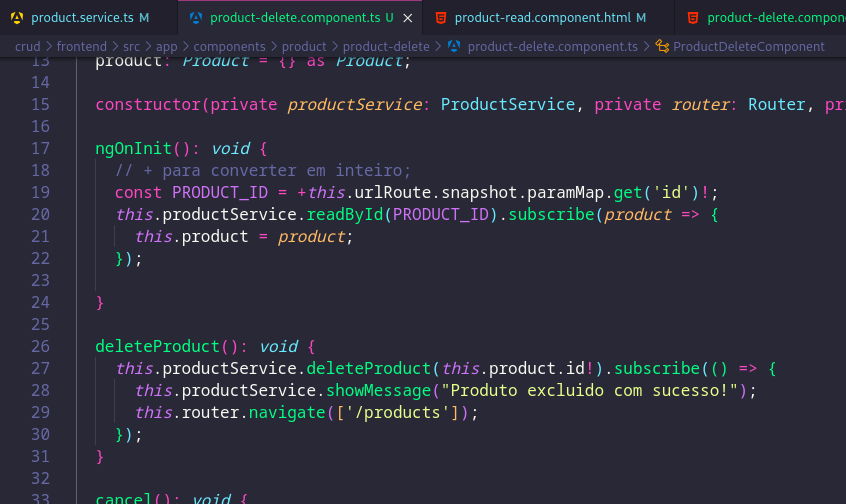 product.service.ts M product-delete.component.ts U product-read.component.html M product-delete.compon
crud > frontend > src > app > components > product > product-delete > product-delete.component.ts > ProductDeleteComponent
13 product: Product = {} as Product;
14
15 constructor(private productService: ProductService, private router: Router, pri
16
17 ngOnInit(): void {
18 // + para converter em inteiro;
19 const PRODUCT_ID = +this.urlRoute.snapshot.paramMap.get('id')!;
20 this.productService.readById(PRODUCT_ID).subscribe(product => {
21 this.product = product;
22 });
23
24 }
25
26 deleteProduct(): void {
27 this.productService.deleteProduct(this.product.id!).subscribe(() => {
28 this.productService.showMessage("Produto excluido com sucesso!");
29 this.router.navigate(['/products']);
30 });
31 }
32
33 cancel(): void {